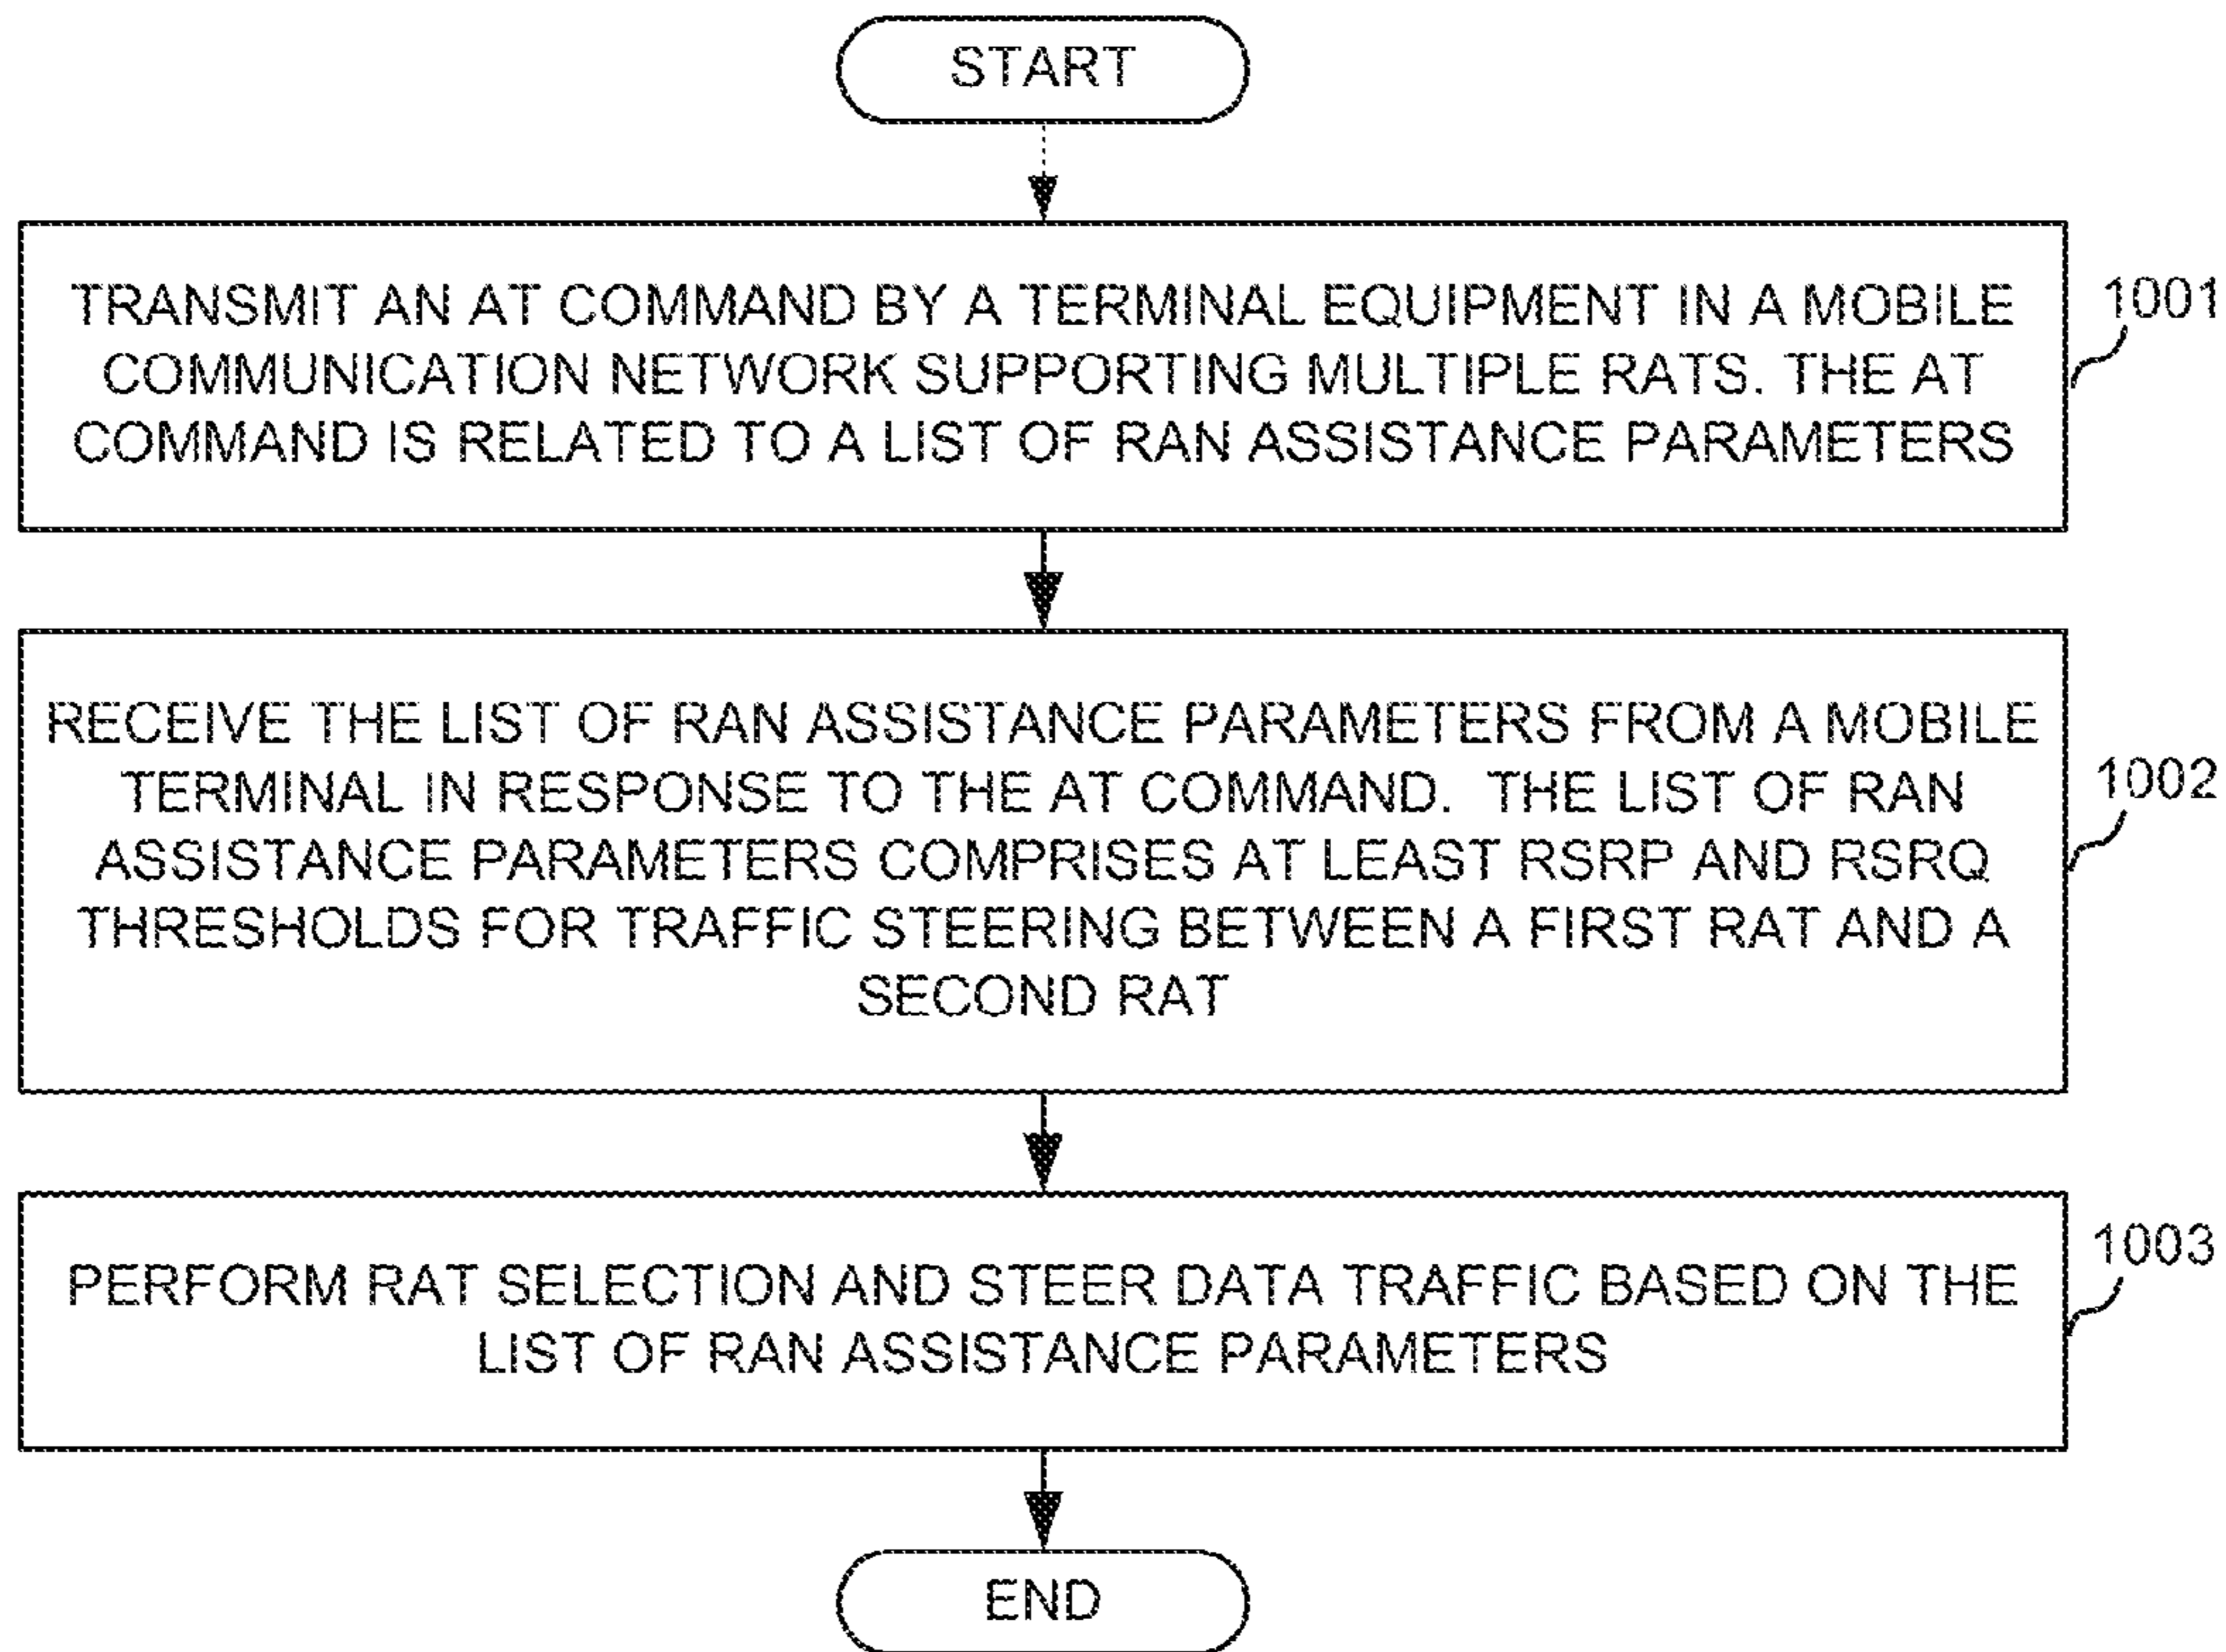 START
TRANSMIT AN AT COMMAND BY A TERMINAL EQUIPMENT IN A MOBILE
COMMUNICATION NETWORK SUPPORTING MULTIPLE RATS. THE AT
COMMAND IS RELATED TO A LIST OF RAN ASSISTANCE PARAMETERS
1001
RECEIVE THE LIST OF RAN ASSISTANCE PARAMETERS FROM A MOBILE
TERMINAL IN RESPONSE TO THE AT COMMAND. THE LIST OF RAN
ASSISTANCE PARAMETERS COMPRISES AT LEAST RSRP AND RSRQ
THRESHOLDS FOR TRAFFIC STEERING BETWEEN A FIRST RAT AND A
SECOND RAT
1002
PERFORM RAT SELECTION AND STEER DATA TRAFFIC BASED ON THE
LIST OF RAN ASSISTANCE PARAMETERS
1003
END